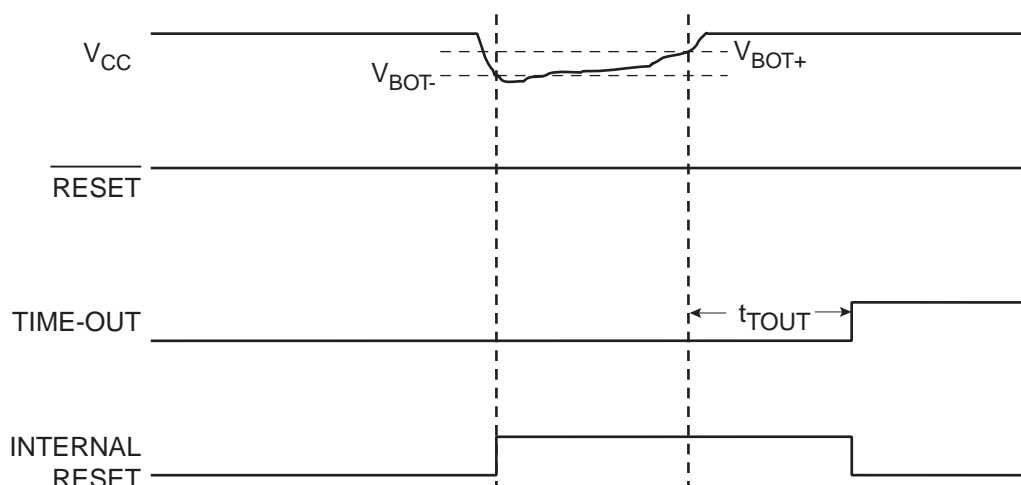 VCC
VBOT-
VBOT+
RESET
TIME-OUT
tTOUT
INTERNAL
RESET